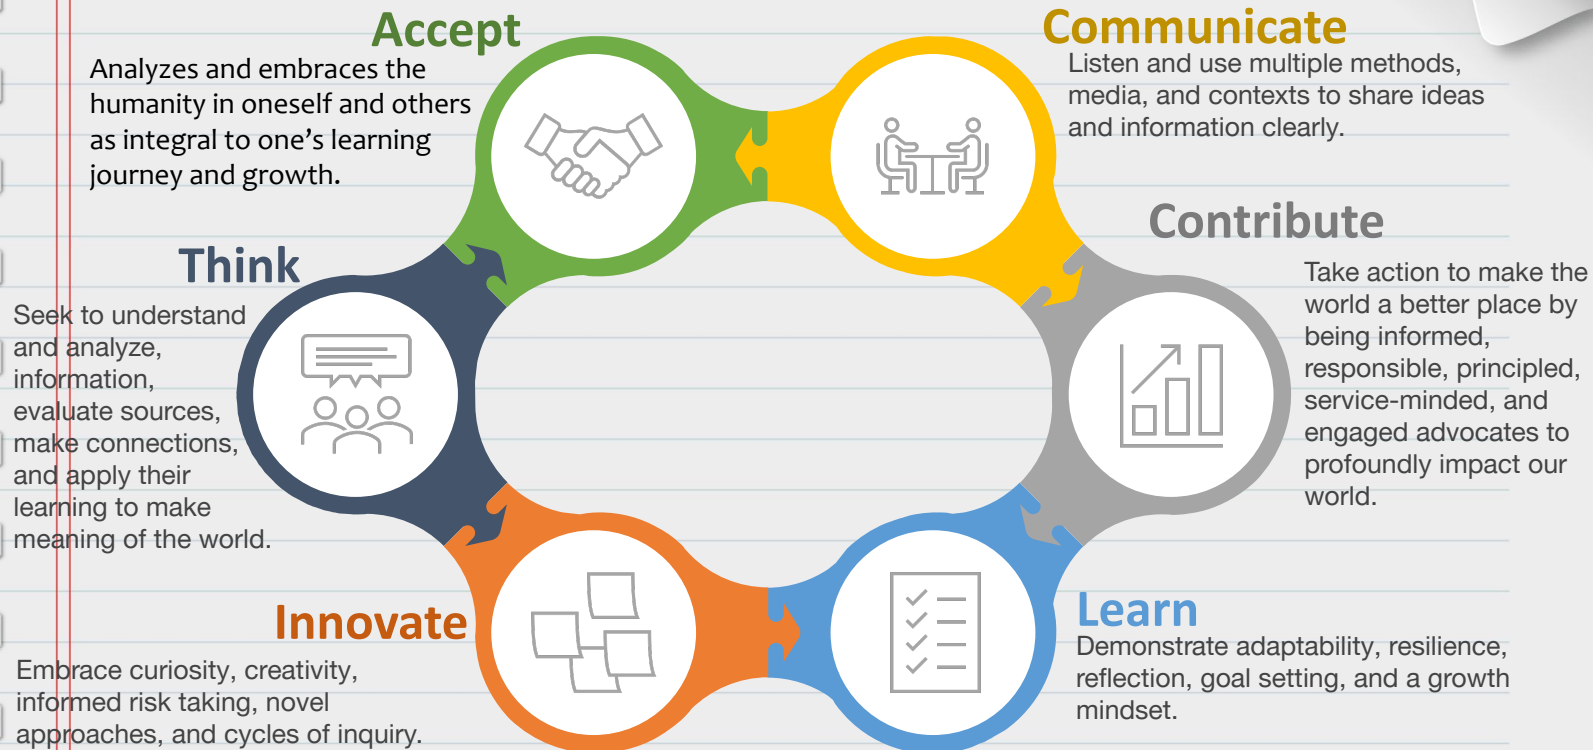 Accept
Analyzes and embraces the
humanity in oneself and others
as integral to one’s learning
journey and growth.
Communicate
Listen and use multiple methods,
media, and contexts to share ideas
and information clearly.
Contribute
Take action to make the
world a better place by
being informed,
responsible, principled,
service-minded, and
engaged advocates to
profoundly impact our
world.
Think
Seek to understand
and analyze,
information,
evaluate sources,
make connections,
and apply their
learning to make
meaning of the world.
Innovate
Embrace curiosity, creativity,
informed risk taking, novel
approaches, and cycles of inquiry.
Learn
Demonstrate adaptability, resilience,
reflection, goal setting, and a growth
mindset.